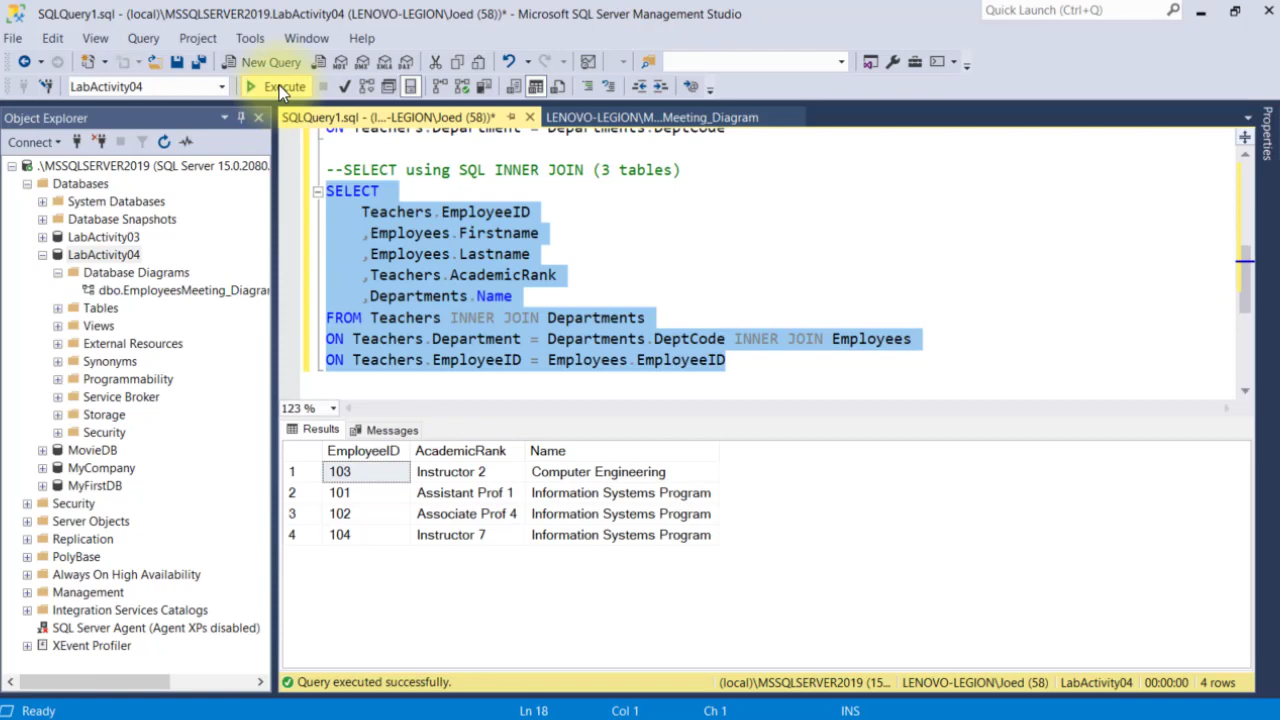 SQLQuery1.sql - (local)\MSSQLSERVER2019.LabActivity04 (LENOVO-LEGION\Joed (58))* - Microsoft SQL Server Management Studio
Quick Launch (Ctrl+Q)
File Edit View Query Project Tools Window Help
New Query
LabActivity04
Execute
Object Explorer
SQLQuery1.sql - (l...-LEGION\Joed (58))*
LENOVO-LEGION\M...Meeting_Diagram
Properties
Connect
.\MSSQLSERVER2019 (SQL Server 15.0.2080.
Databases
System Databases
Database Snapshots
LabActivity03
LabActivity04
Database Diagrams
dbo.EmployeesMeeting_Diagra
Tables
Views
External Resources
Synonyms
Programmability
Service Broker
Storage
Security
MovieDB
MyCompany
MyFirstDB
Security
Server Objects
Replication
PolyBase
Always On High Availability
Management
Integration Services Catalogs
SQL Server Agent (Agent XPs disabled)
XEvent Profiler
ON Teachers.Department = Departments.DeptCode
--SELECT using SQL INNER JOIN (3 tables)
SELECT
Teachers.EmployeeID
,Employees.Firstname
,Employees.Lastname
,Teachers.AcademicRank
,Departments.Name
FROM Teachers INNER JOIN Departments
ON Teachers.Department = Departments.DeptCode INNER JOIN Employees
ON Teachers.EmployeeID = Employees.EmployeeID
123 %
Results Messages
EmployeeID AcademicRank Name
1 103 Instructor 2 Computer Engineering
2 101 Assistant Prof 1 Information Systems Program
3 102 Associate Prof 4 Information Systems Program
4 104 Instructor 7 Information Systems Program
Query executed successfully. (local)\MSSQLSERVER2019 (15... LENOVO-LEGION\Joed (58) LabActivity04 00:00:00 4 rows
Ready Ln 18 Col 1 Ch 1 INS